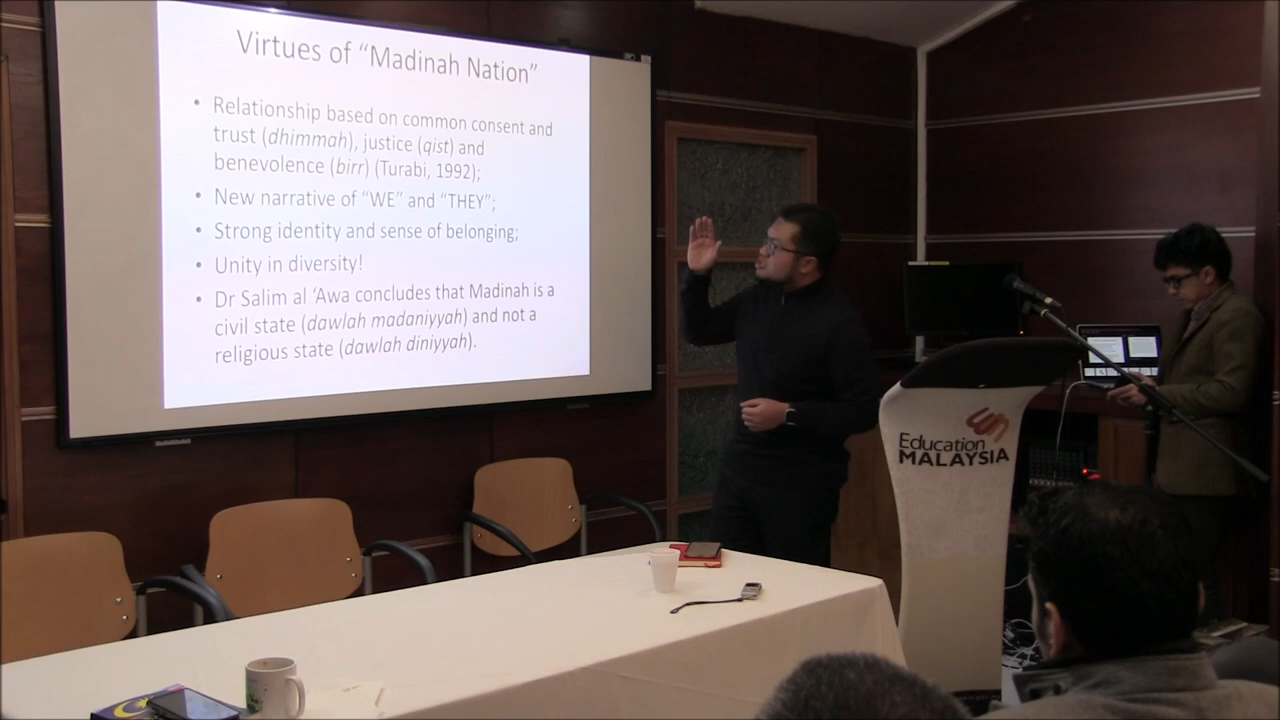 Virtues of “Madinah Nation”
• Relationship based on common consent and
trust (dhimmah), justice (qist) and
benevolence (birr) (Turabi, 1992);
• New narrative of “WE” and “THEY”;
• Strong identity and sense of belonging;
• Unity in diversity!
• Dr Salim al ‘Awa concludes that Madinah is a
civil state (dawlah madaniyyah) and not a
religious state (dawlah diniyyah).
Education
MALAYSIA